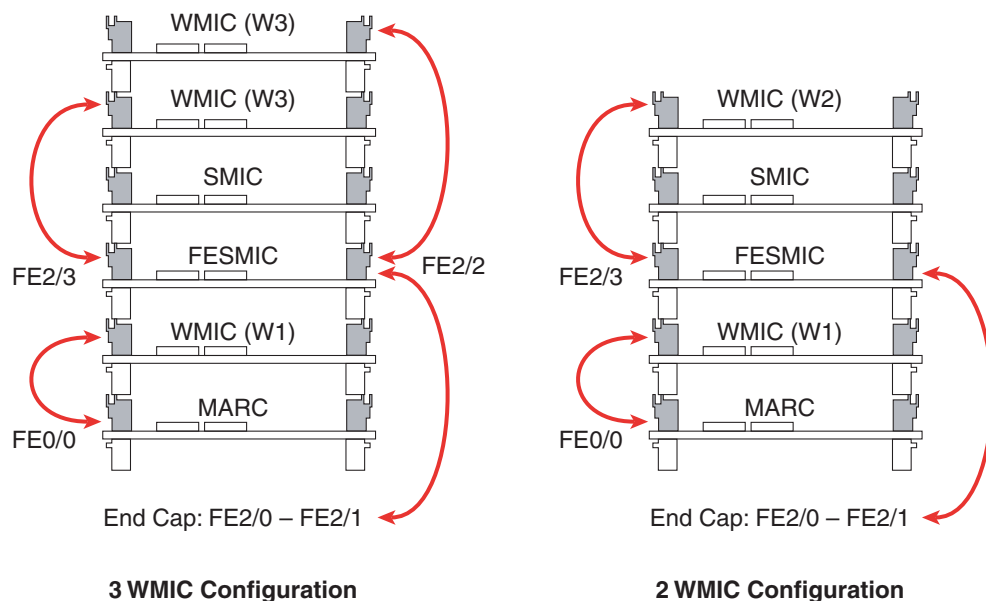 WMIC (W3)
WMIC (W3)
SMIC
FESMIC
FE2/3
FE2/2
WMIC (W1)
MARC
FE0/0
End Cap: FE2/0 – FE2/1
3 WMIC Configuration
WMIC (W2)
SMIC
FESMIC
FE2/3
WMIC (W1)
MARC
FE0/0
End Cap: FE2/0 – FE2/1
2 WMIC Configuration